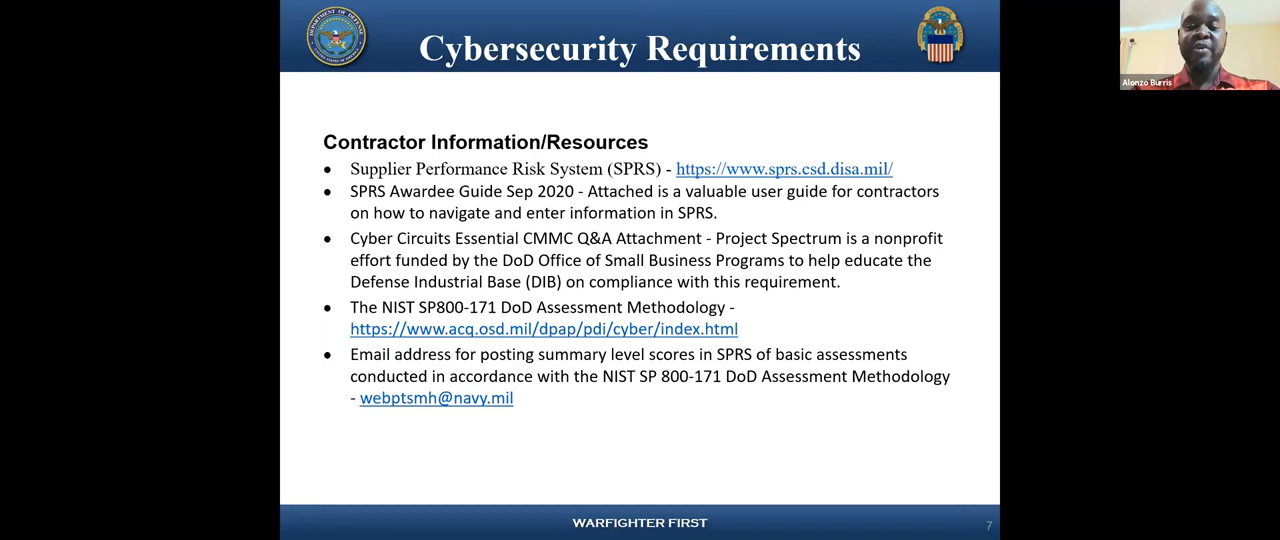 Cybersecurity Requirements
Alonzo Burris
Contractor Information/Resources
• Supplier Performance Risk System (SPRS) - https://www.sprs.csd.disa.mil/
• SPRS Awardee Guide Sep 2020 - Attached is a valuable user guide for contractors
on how to navigate and enter information in SPRS.
• Cyber Circuits Essential CMMC Q&A Attachment - Project Spectrum is a nonprofit
effort funded by the DoD Office of Small Business Programs to help educate the
Defense Industrial Base (DIB) on compliance with this requirement.
• The NIST SP800-171 DoD Assessment Methodology -
https://www.acq.osd.mil/dpap/pdi/cyber/index.html
• Email address for posting summary level scores in SPRS of basic assessments
conducted in accordance with the NIST SP 800-171 DoD Assessment Methodology
- webptsmh@navy.mil
WARFIGHTER FIRST
7